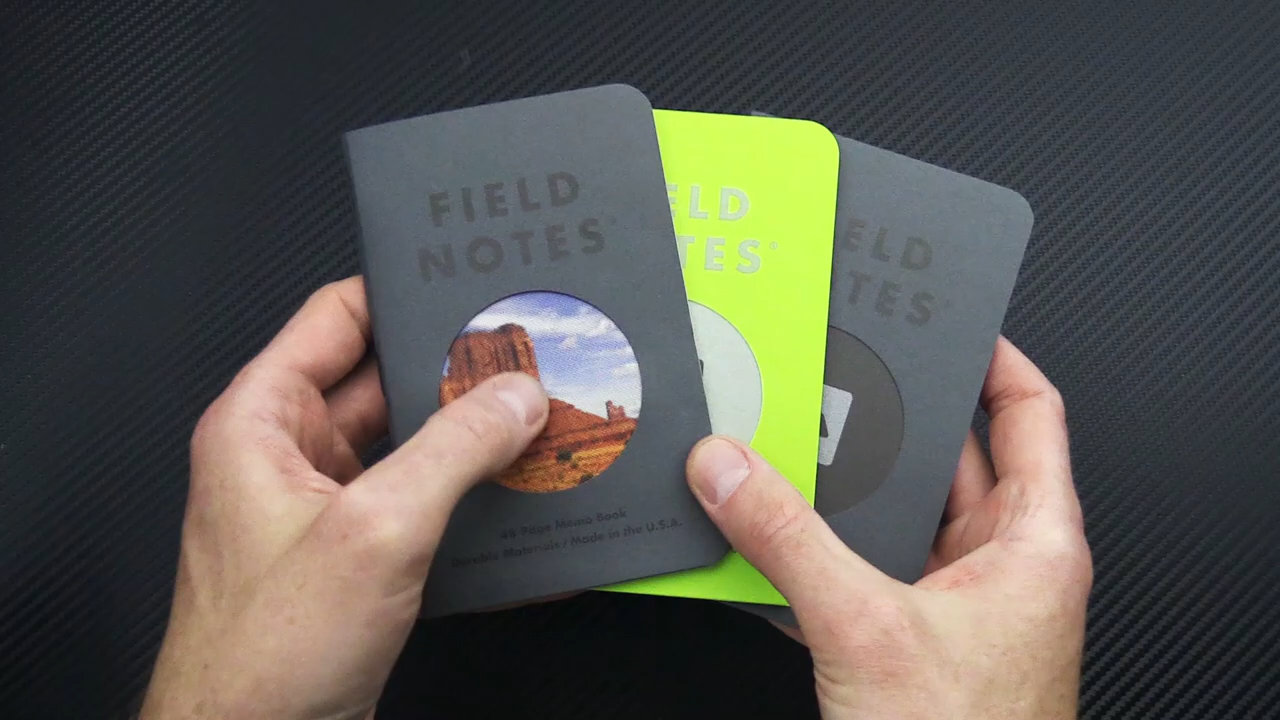 FIELD
NOTES
48 Page Memo Book
Durable Materials / Made in the U.S.A.
ELD
TES®
ELD
TES